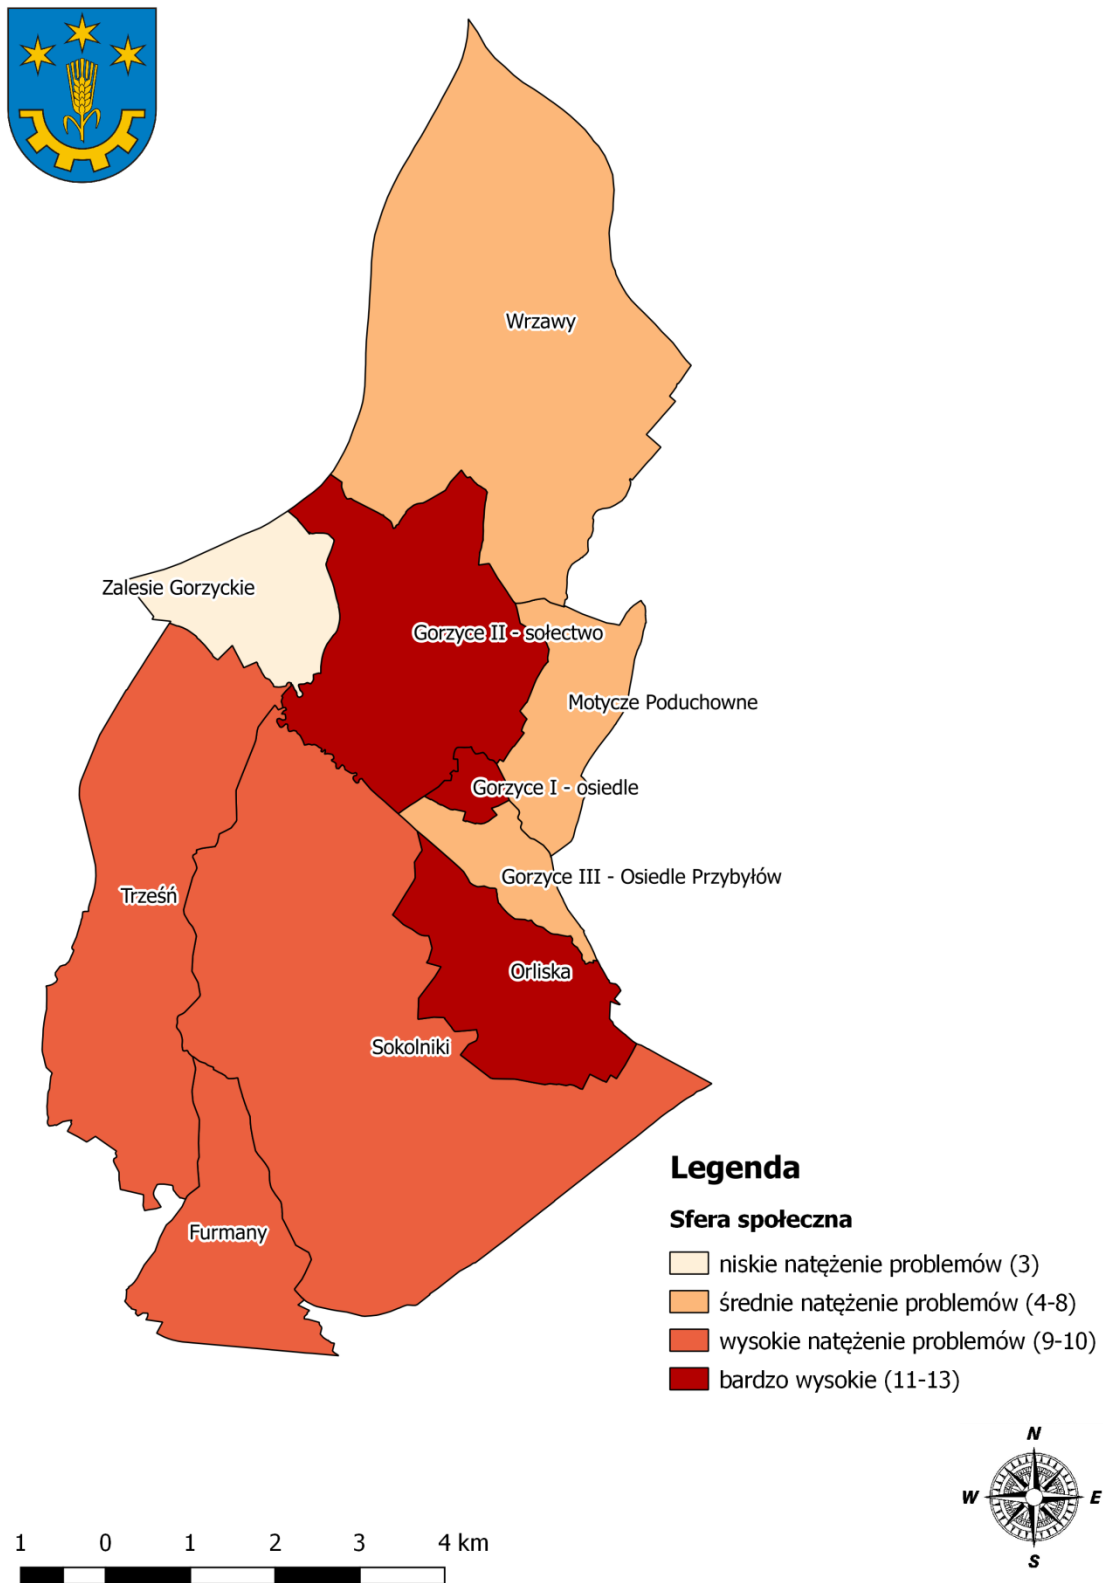 Wrzawy
Zalesie Gorzyckie
Gorzyce II - sołectwo
Motycze Poduchowne
Gorzyce I - osiedle
Gorzyce III - Osiedle Przybyłów
Trześń
Orliska
Sokolniki
Furmany
Legenda
Sfera społeczna
niskie natężenie problemów (3)
średnie natężenie problemów (4-8)
wysokie natężenie problemów (9-10)
bardzo wysokie (11-13)
N
W E
S
1 0 1 2 3 4 km